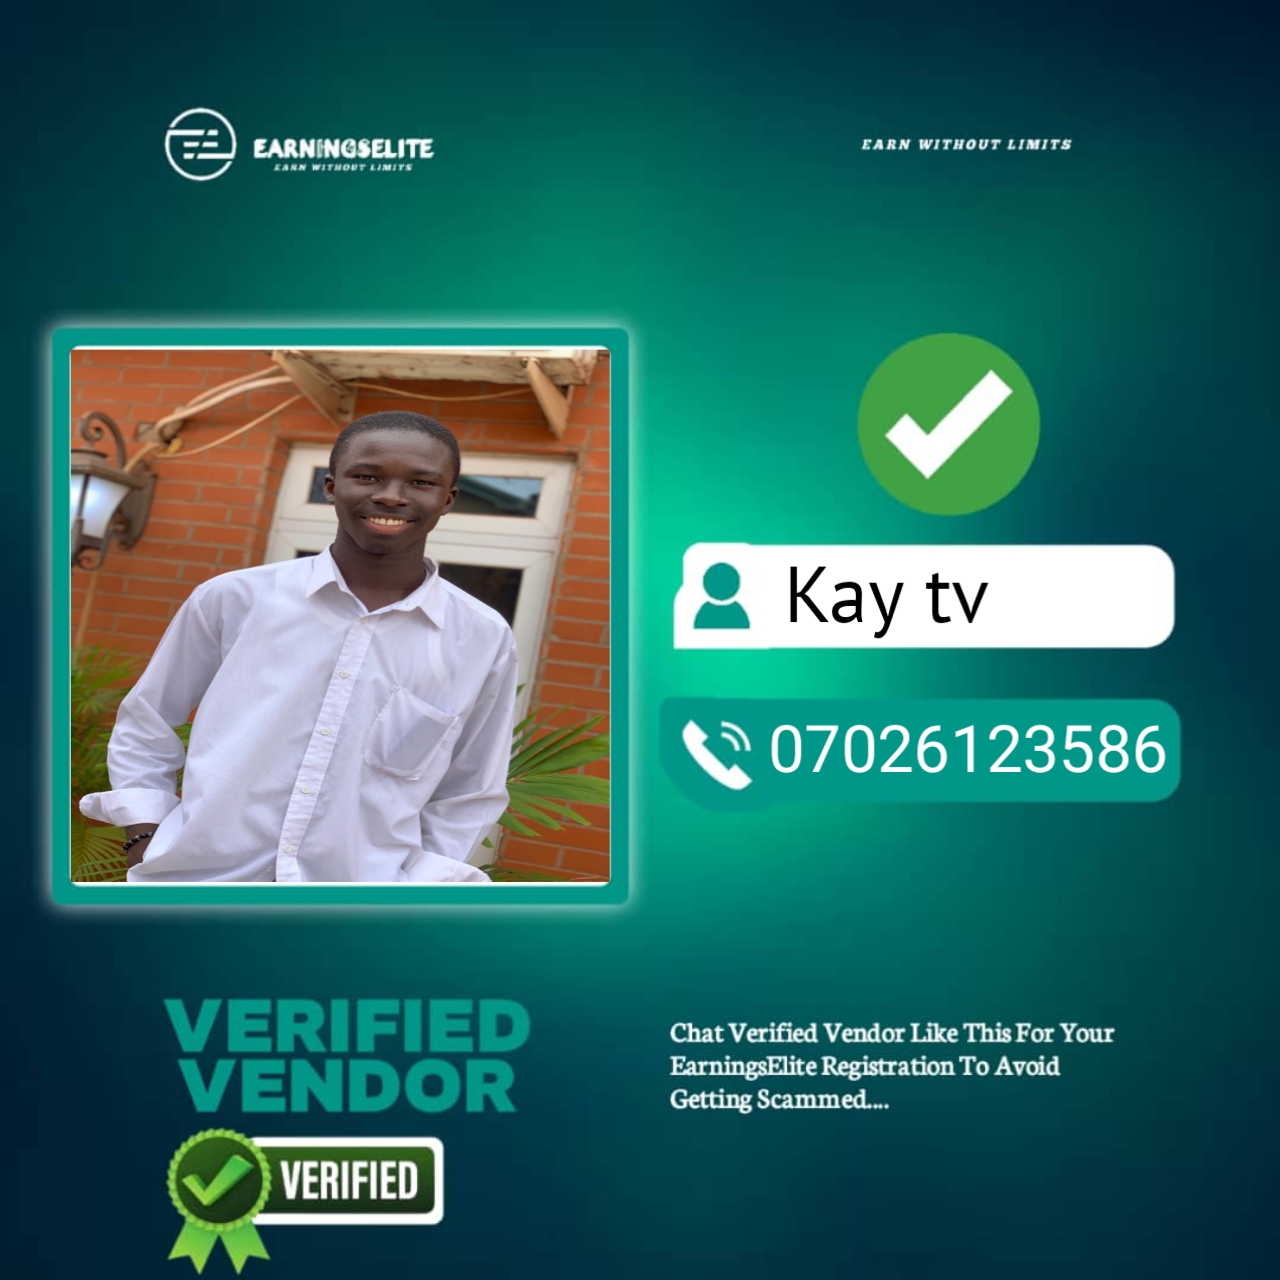 EARNINGSELITE
EARN WITHOUT LIMITS
EARN WITHOUT LIMITS
Kay tv
07026123586
VERIFIED
VENDOR
VERIFIED
Chat Verified Vendor Like This For Your
EarningsElite Registration To Avoid
Getting Scammed....